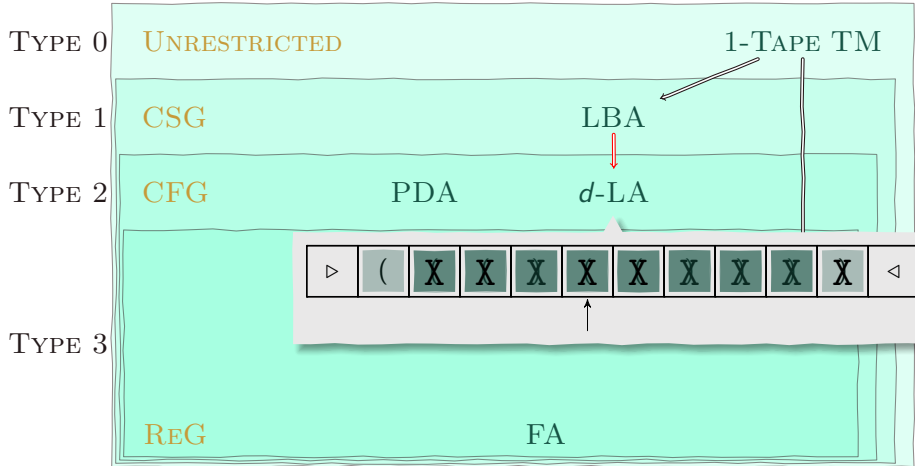 TYPE 0 UNRESTRICTED 1-TAPE TM
TYPE 1 CSG LBA
TYPE 2 CFG PDA d-LA
▷ ( X X X X X X X X X ◁
TYPE 3
REG FA